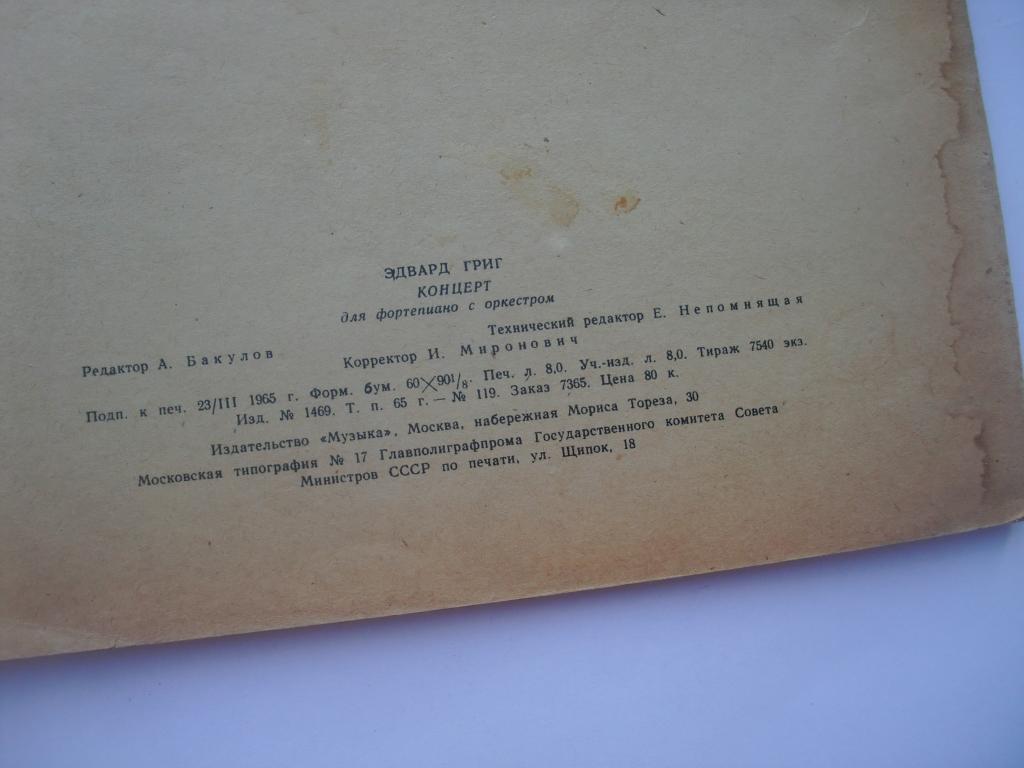 ЭДВАРД ГРИГ
КОНЦЕРТ
для фортепиано с оркестром
Редактор А. Бакулов Технический редактор Е. Непомнящая
Корректор И. Миронович
Подп. к печ. 23/III 1965 г. Форм. бум. 60×90¹/₈. Печ. л. 8,0. Уч.-изд. л. 8,0. Тираж 7540 экз.
Изд. № 1469. Т. п. 65 г. — № 119. Заказ 7365. Цена 80 к.
Издательство «Музыка», Москва, набережная Мориса Тореза, 30
Московская типография № 17 Главполиграфпрома Государственного комитета Совета
Министров СССР по печати, ул. Щипок, 18